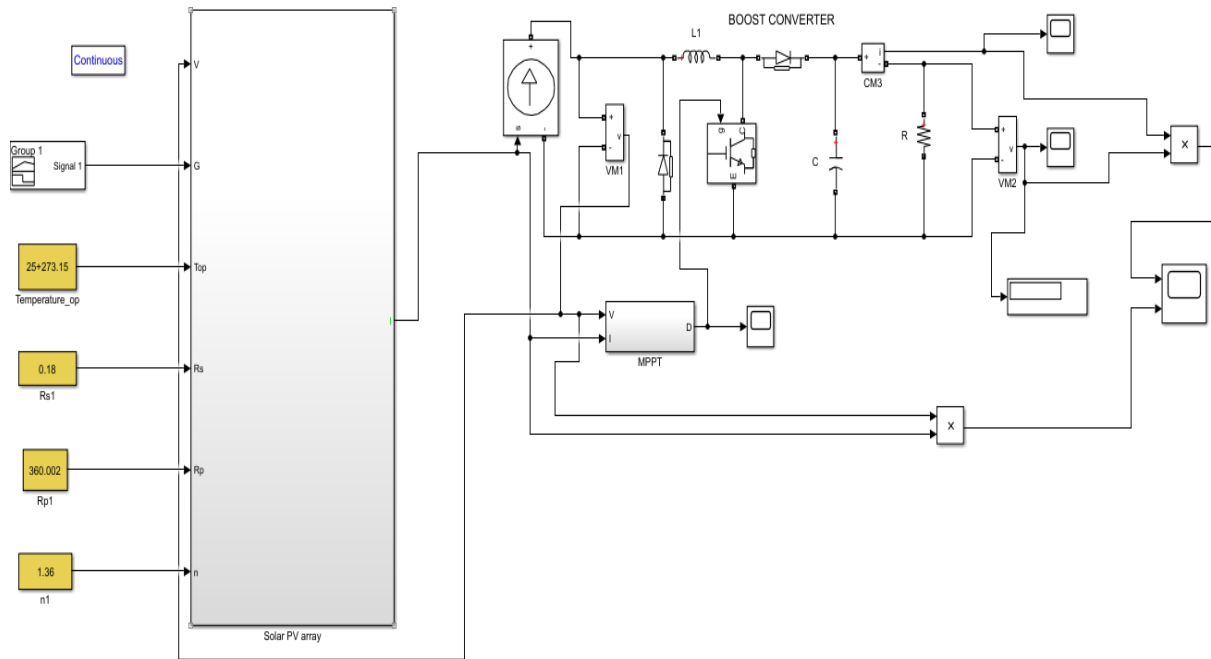 BOOST CONVERTER
Continuous
V
Group 1
Signal 1
G
25+273.15
Top
Temperature_op
0.18
Rs
Rs1
360.002
Rp
Rp1
1.36
n
n1
I
Solar PV array
+
s
-
+
-
v
VM1
L1
g
C
E
C
+
i
-
CM3
R
+
-
v
VM2
×
V
I
D
MPPT
×